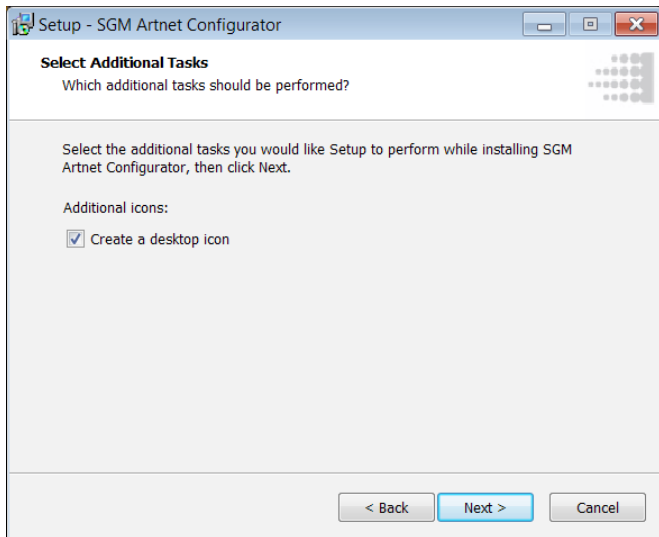 Setup - SGM Artnet Configurator
Select Additional Tasks
Which additional tasks should be performed?
Select the additional tasks you would like Setup to perform while installing SGM
Artnet Configurator, then click Next.
Additional icons:
Create a desktop icon
< Back
Next >
Cancel